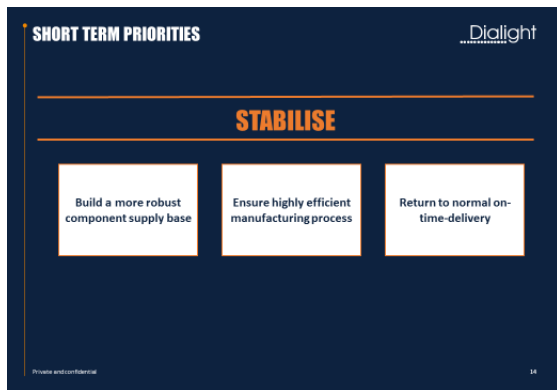 SHORT TERM PRIORITIES
Dialight
STABILISE
Build a more robust
component supply base
Ensure highly efficient
manufacturing process
Return to normal on-
time-delivery
Private and confidential
14